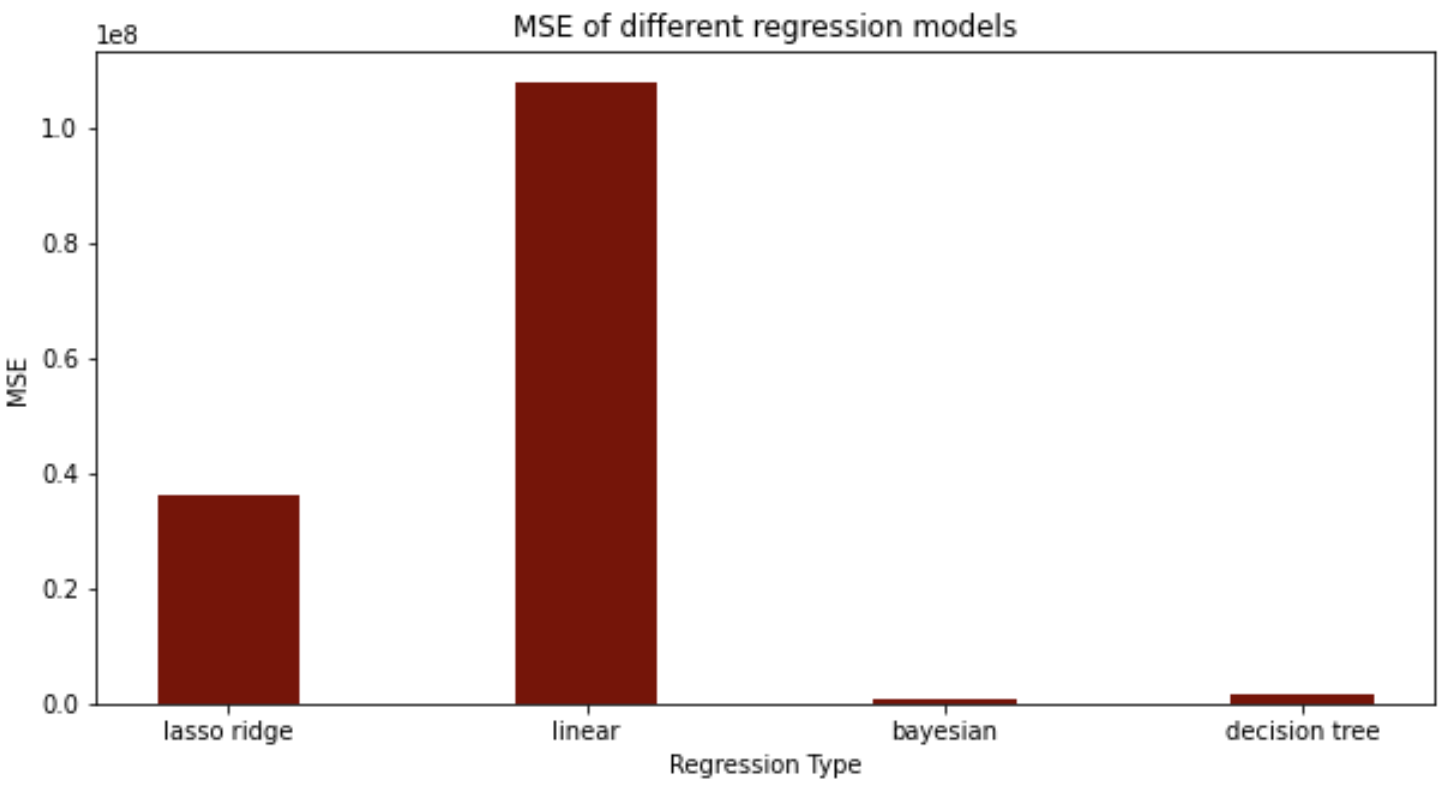 MSE of different regression models
1e8
1.0
0.8
0.6
0.4
0.2
0.0
MSE
lasso ridge
linear
bayesian
decision tree
Regression Type